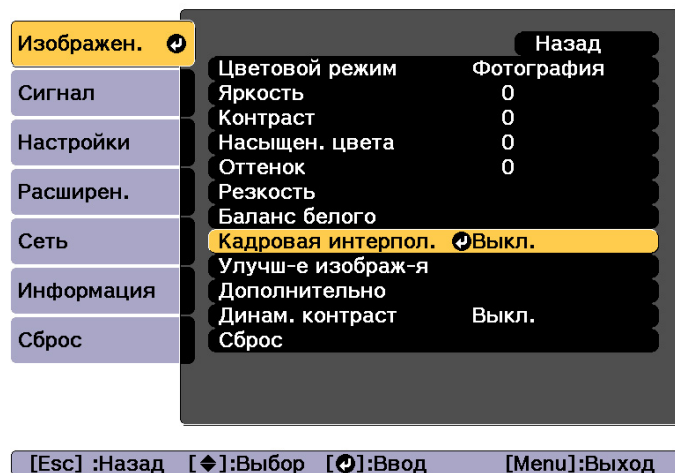 Изображен.
Сигнал
Настройки
Расширен.
Сеть
Информация
Сброс
Назад
Цветовой режим Фотография
Яркость 0
Контраст 0
Насыщен. цвета 0
Оттенок 0
Резкость
Баланс белого
Кадровая интерпол. Выкл.
Улучш-е изображ-я
Дополнительно
Динам. контраст Выкл.
Сброс
[Esc] :Назад [◆]:Выбор [↵]:Ввод [Menu]:Выход